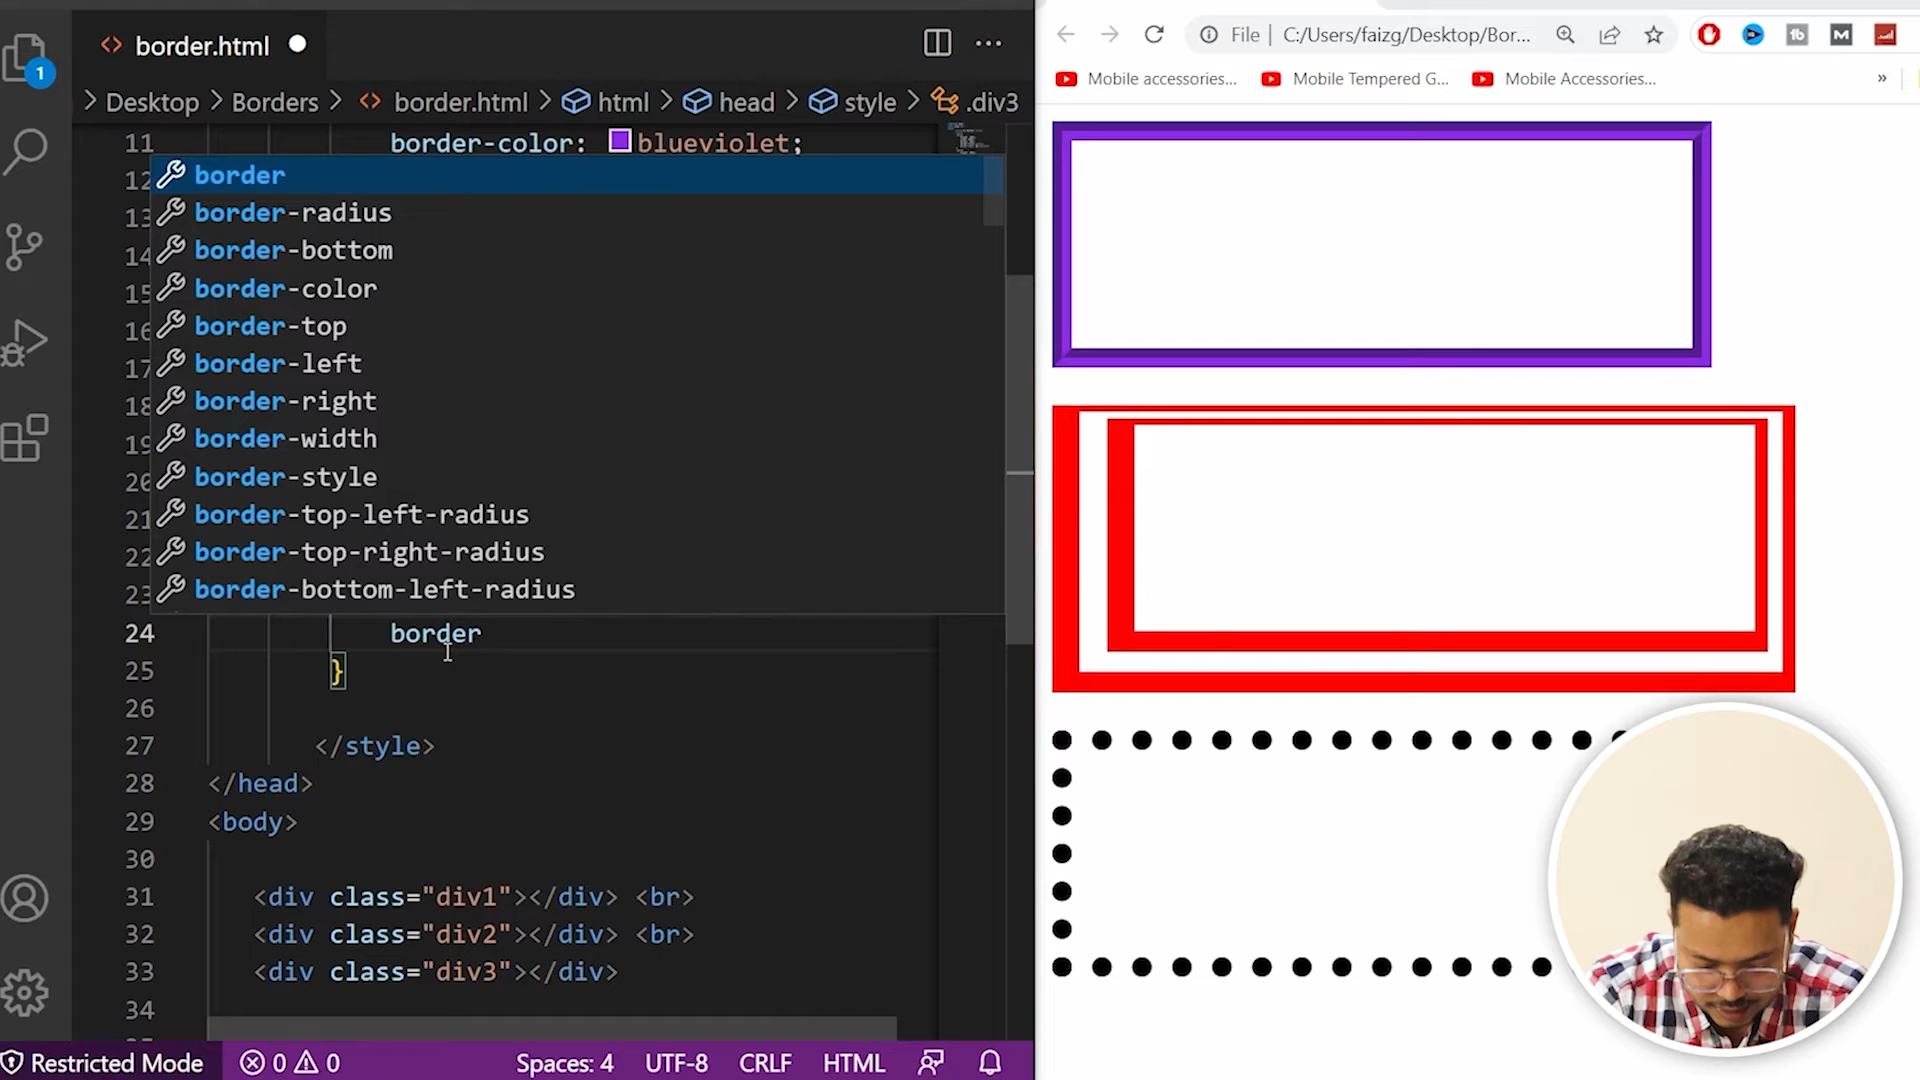 border.html
Desktop Borders border.html html head style .div3
11 border-color: blueviolet;
12 border
border-radius
13
border-bottom
14
border-color
15
border-top
16
border-left
17
border-right
18
border-width
19
border-style
20
border-top-left-radius
21
border-top-right-radius
22
border-bottom-left-radius
23
24 border
25 }
26
27 </style>
28 </head>
29 <body>
30
31 <div class="div1"></div> <br>
32 <div class="div2"></div> <br>
33 <div class="div3"></div>
34
1
Restricted Mode 0 0 Spaces: 4 UTF-8 CRLF HTML
File C:/Users/faizg/Desktop/Bor...
Mobile accessories... Mobile Tempered G... Mobile Accessories... »